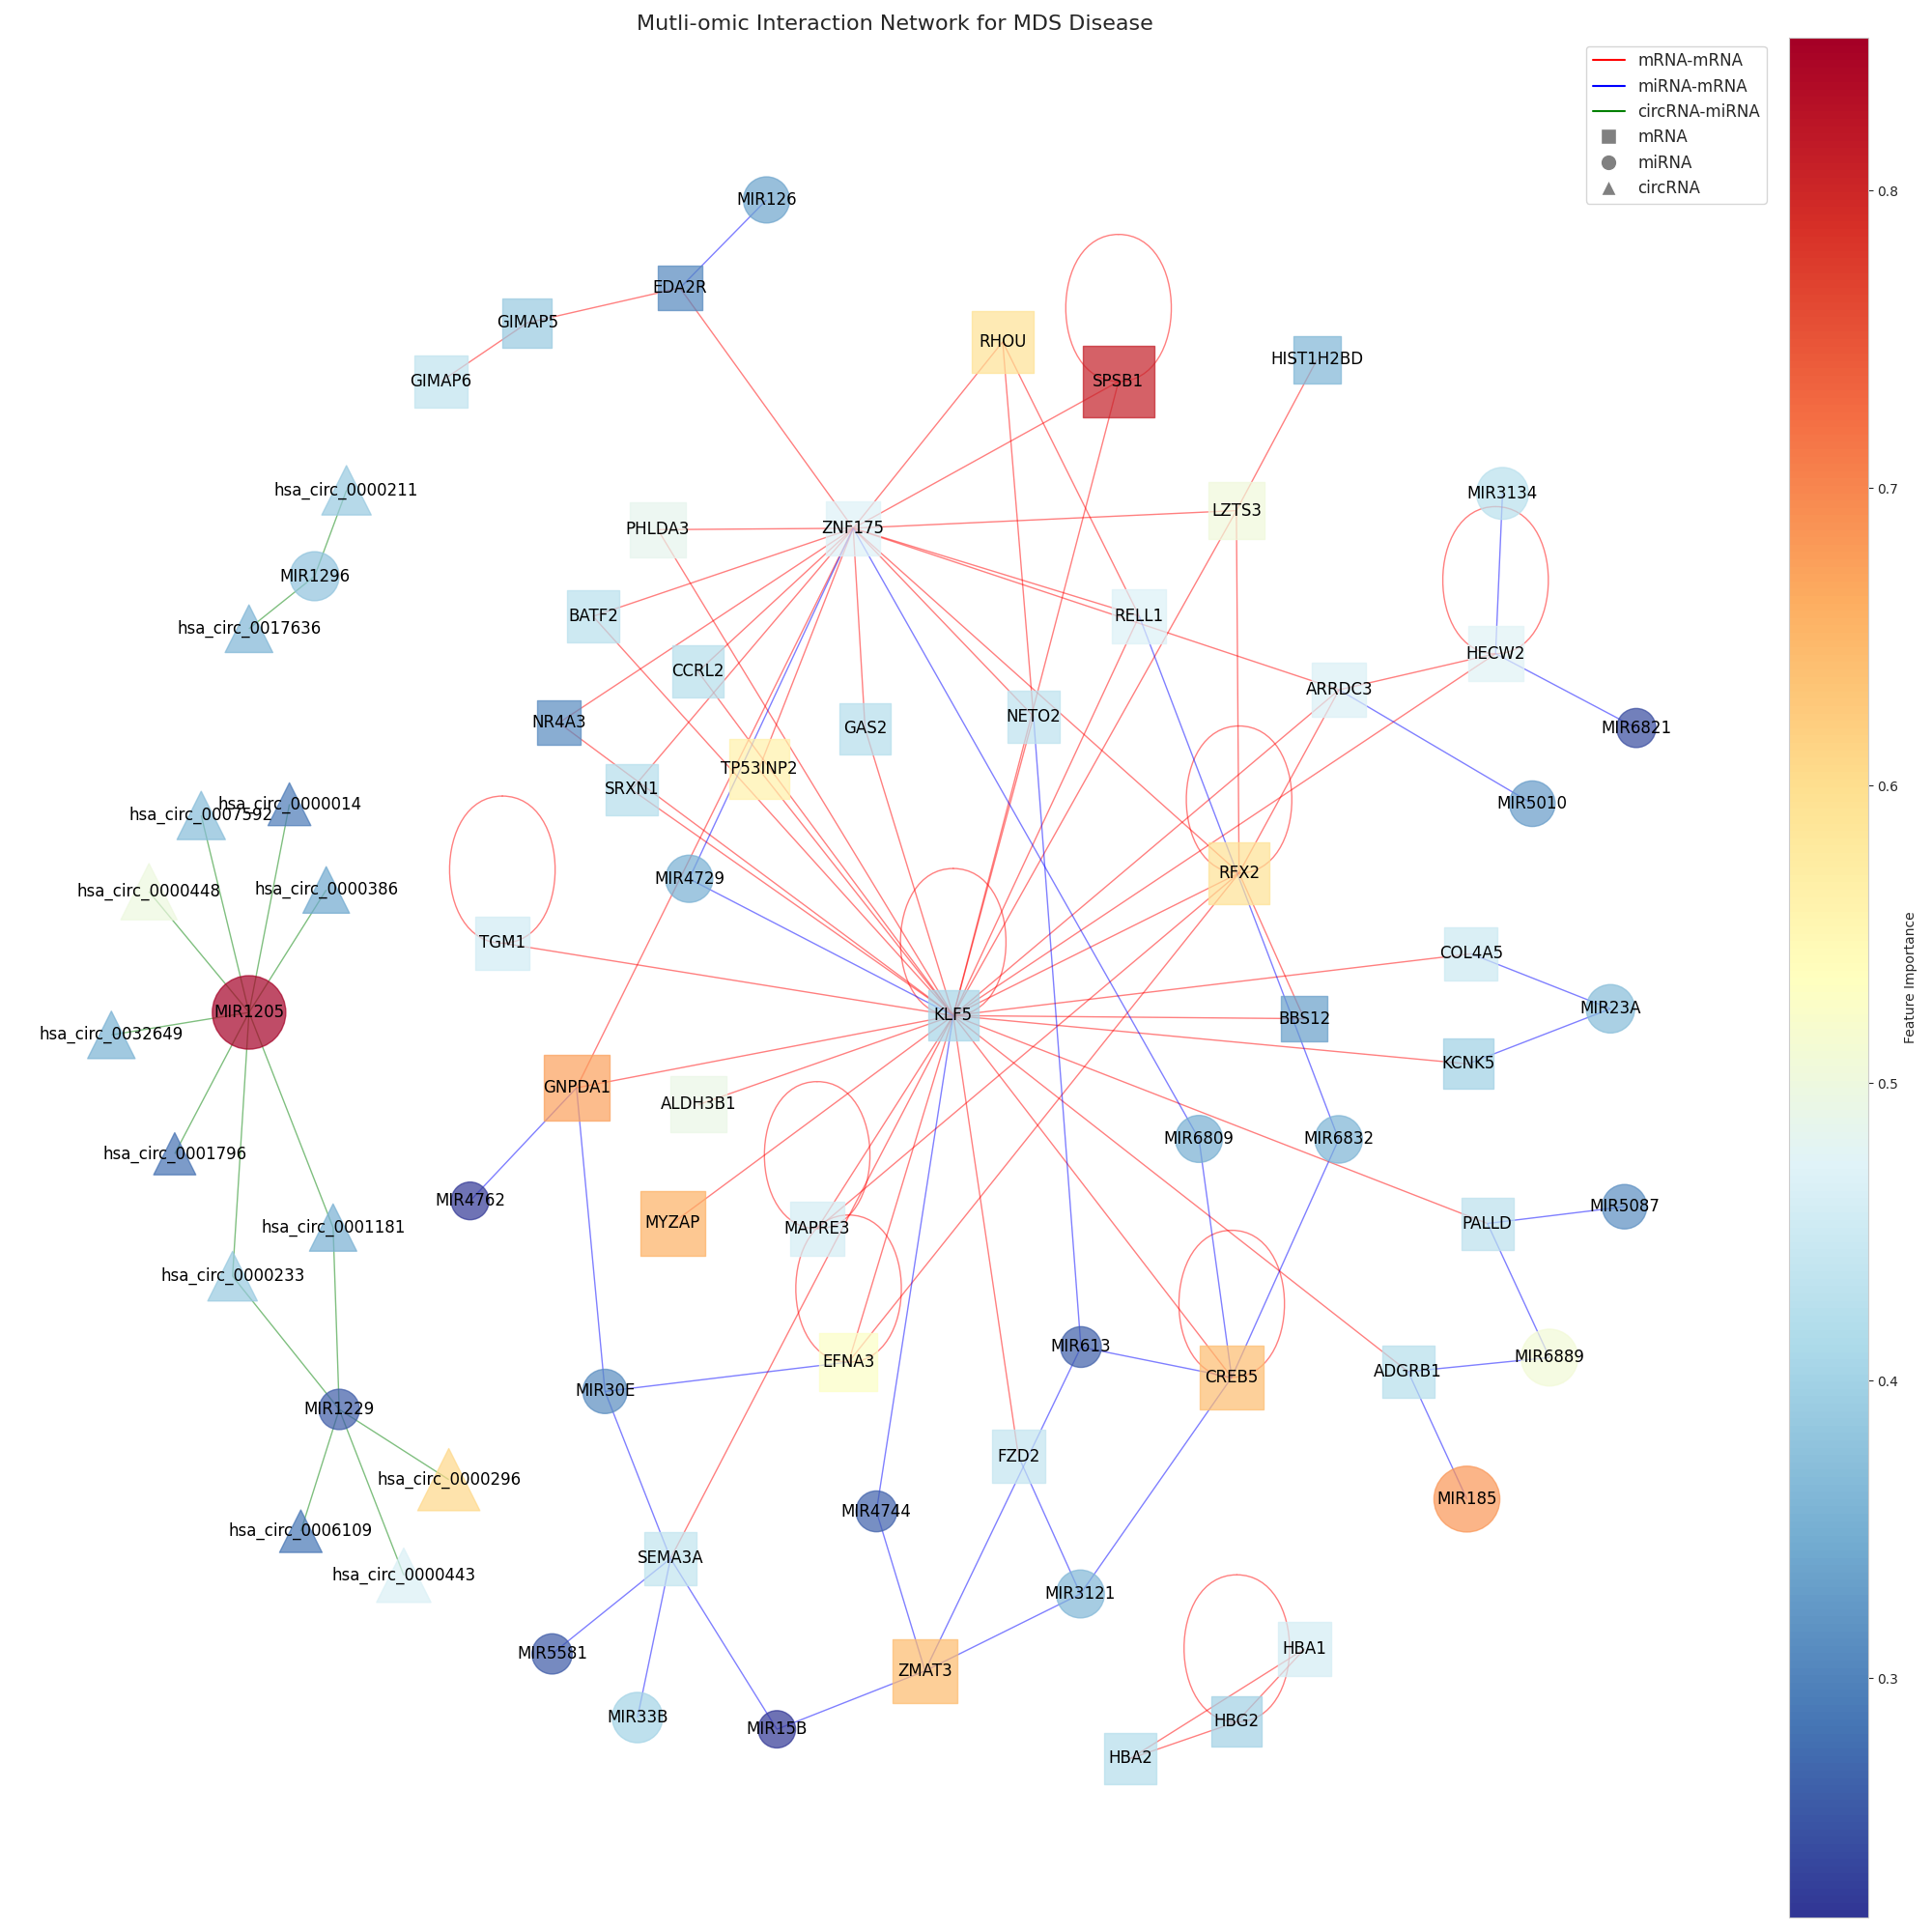 Mutli-omic Interaction Network for MDS Disease
mRNA-mRNA
miRNA-mRNA
circRNA-miRNA
mRNA
miRNA
circRNA
0.8
0.7
0.6
0.5
0.4
0.3
Feature Importance
MIR126
EDA2R
GIMAP5
GIMAP6
RHOU
SPSB1
HIST1H2BD
hsa_circ_0000211
MIR3134
LZTS3
PHLDA3
ZNF175
MIR1296
hsa_circ_0017636
BATF2
RELL1
HECW2
CCRL2
ARRDC3
NR4A3
GAS2
NETO2
MIR6821
TP53INP2
SRXN1
hsa_circ_0000014
hsa_circ_0007592
MIR5010
hsa_circ_0000448
hsa_circ_0000386
MIR4729
RFX2
TGM1
COL4A5
MIR1205
KLF5
BBS12
MIR23A
hsa_circ_0032649
KCNK5
GNPDA1
ALDH3B1
MIR6809
MIR6832
hsa_circ_0001796
MIR4762
MIR5087
MYZAP
MAPRE3
PALLD
hsa_circ_0001181
hsa_circ_0000233
MIR613
MIR6889
EFNA3
ADGRB1
CREB5
MIR30E
MIR1229
FZD2
hsa_circ_0000296
MIR185
MIR4744
hsa_circ_0006109
SEMA3A
hsa_circ_0000443
MIR3121
HBA1
MIR5581
ZMAT3
MIR33B
MIR15B
HBG2
HBA2